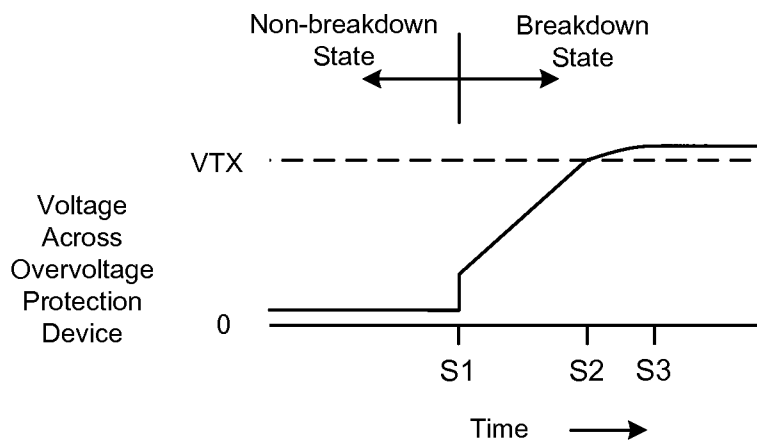 Non-breakdown
State
Breakdown
State
VTX
Voltage
Across
Overvoltage
Protection
Device
0
S1
S2
S3
Time